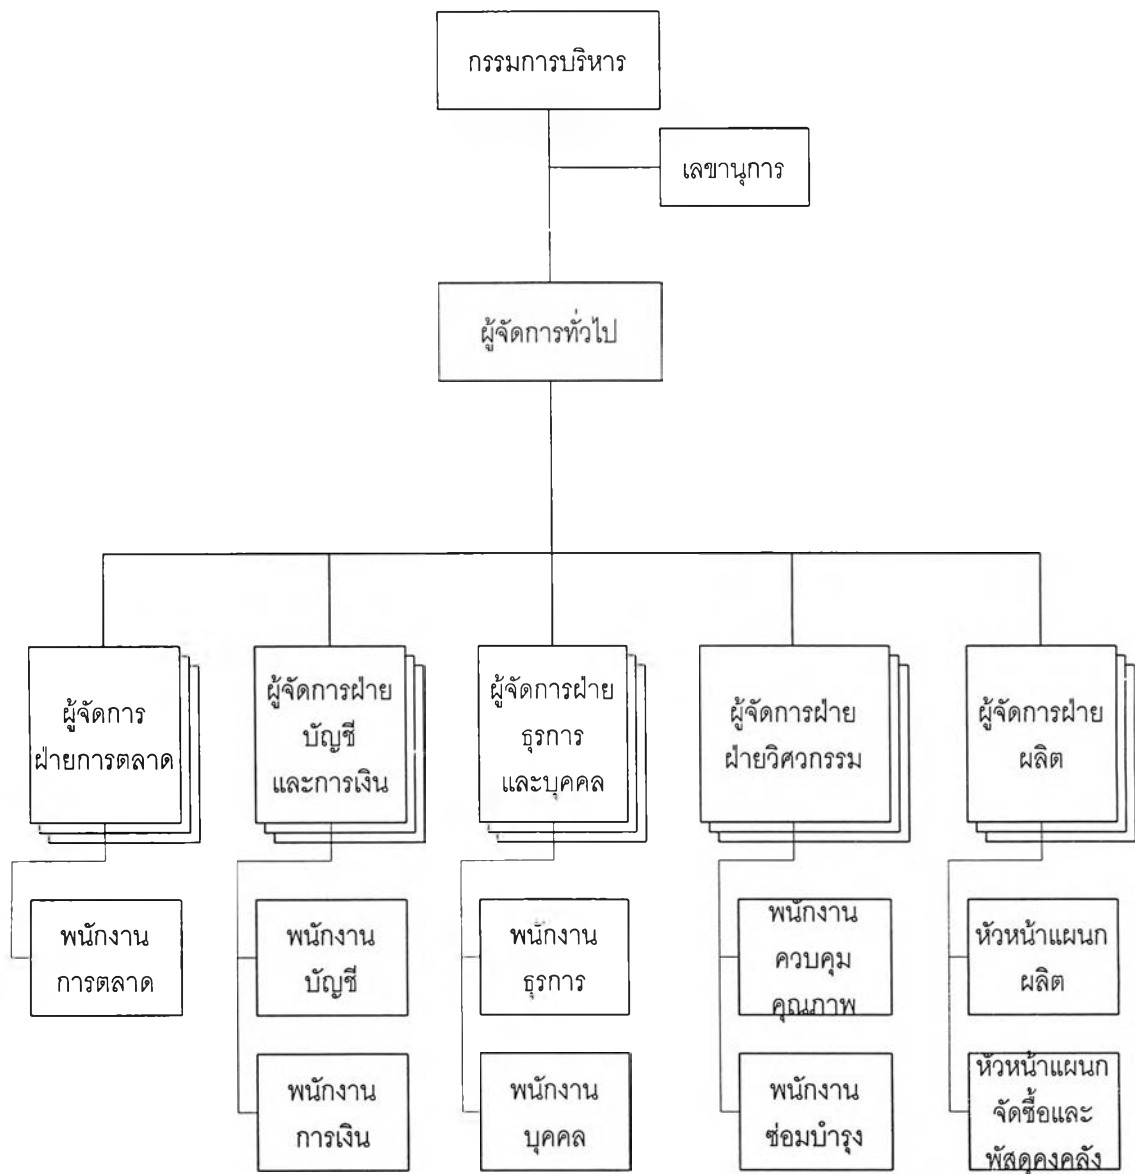 กรรมการบริหาร
เลขานุการ
ผู้จัดการทั่วไป
ผู้จัดการ
ฝ่ายการตลาด
ผู้จัดการฝ่าย
บัญชี
และการเงิน
ผู้จัดการฝ่าย
ธุรการ
และบุคคล
ผู้จัดการฝ่าย
ฝ่ายวิศวกรรม
ผู้จัดการฝ่าย
ผลิต
พนักงาน
การตลาด
พนักงาน
บัญชี
พนักงาน
ธุรการ
พนักงาน
ควบคุม
คุณภาพ
หัวหน้าแผนก
ผลิต
พนักงาน
การเงิน
พนักงาน
บุคคล
พนักงาน
ซ่อมบำรุง
หัวหน้าแผนก
จัดซื้อและ
พัสดุคงคลัง